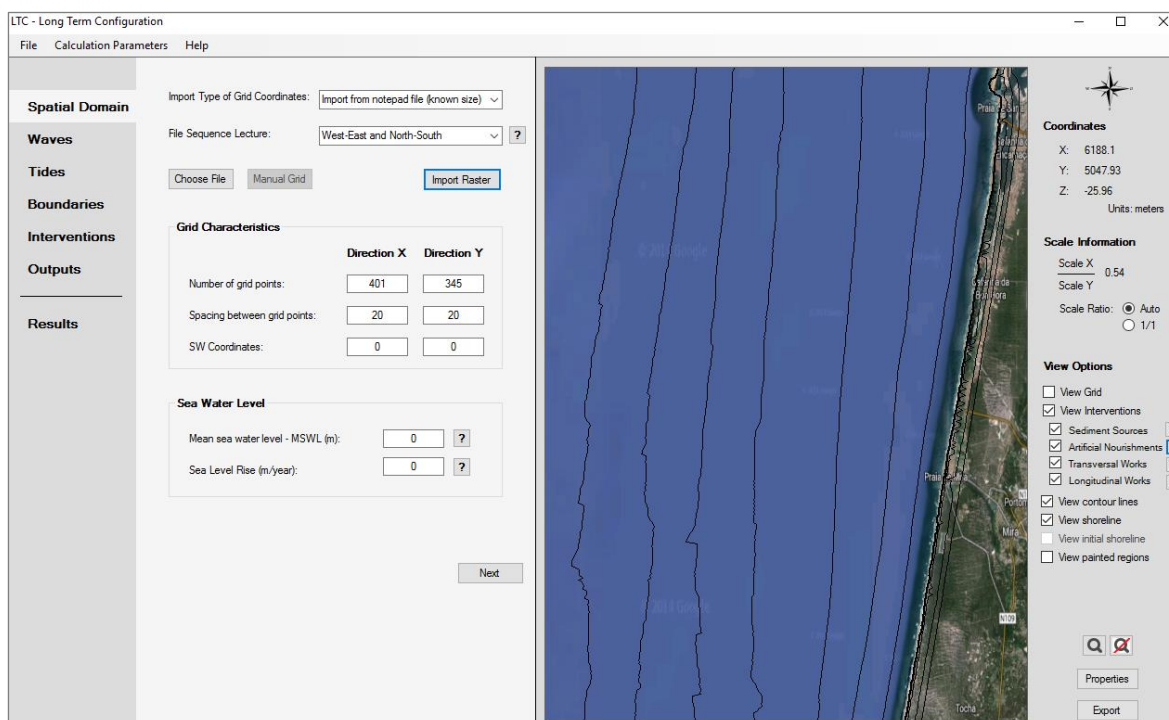 LTC - Long Term Configuration
File Calculation Parameters Help
Spatial Domain
Waves
Tides
Boundaries
Interventions
Outputs
Results
Import Type of Grid Coordinates: Import from notepad file (known size)
File Sequence Lecture: West-East and North-South ?
Choose File Manual Grid Import Raster
Grid Characteristics
Direction X Direction Y
Number of grid points: 401 345
Spacing between grid points: 20 20
SW Coordinates: 0 0
Sea Water Level
Mean sea water level - MSWL (m): 0 ?
Sea Level Rise (m/year): 0 ?
Next
© 2018 Google
Praia
Mira
N109
Tocha
Coordinates
X: 6188.1
Y: 5047.93
Z: -25.96
Units: meters
Scale Information
Scale X
0.54
Scale Y
Scale Ratio: Auto
1/1
View Options
View Grid
View Interventions
Sediment Sources
Artificial Nourishments
Transversal Works
Longitudinal Works
View contour lines
View shoreline
View initial shoreline
View painted regions
Properties
Export